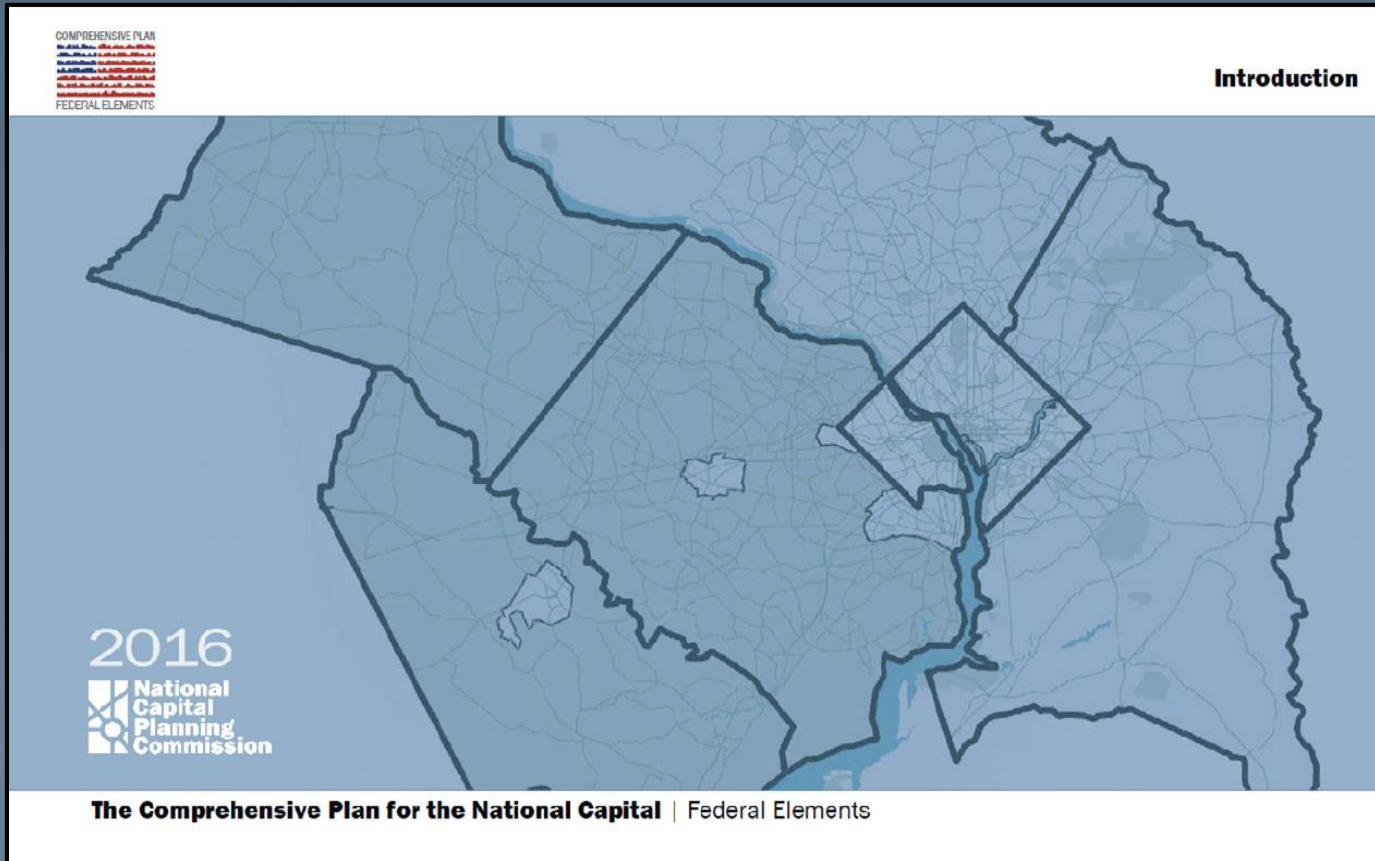 COMPREHENSIVE PLAN
FEDERAL ELEMENTS
Introduction
2016
National
Capital
Planning
Commission
The Comprehensive Plan for the National Capital | Federal Elements